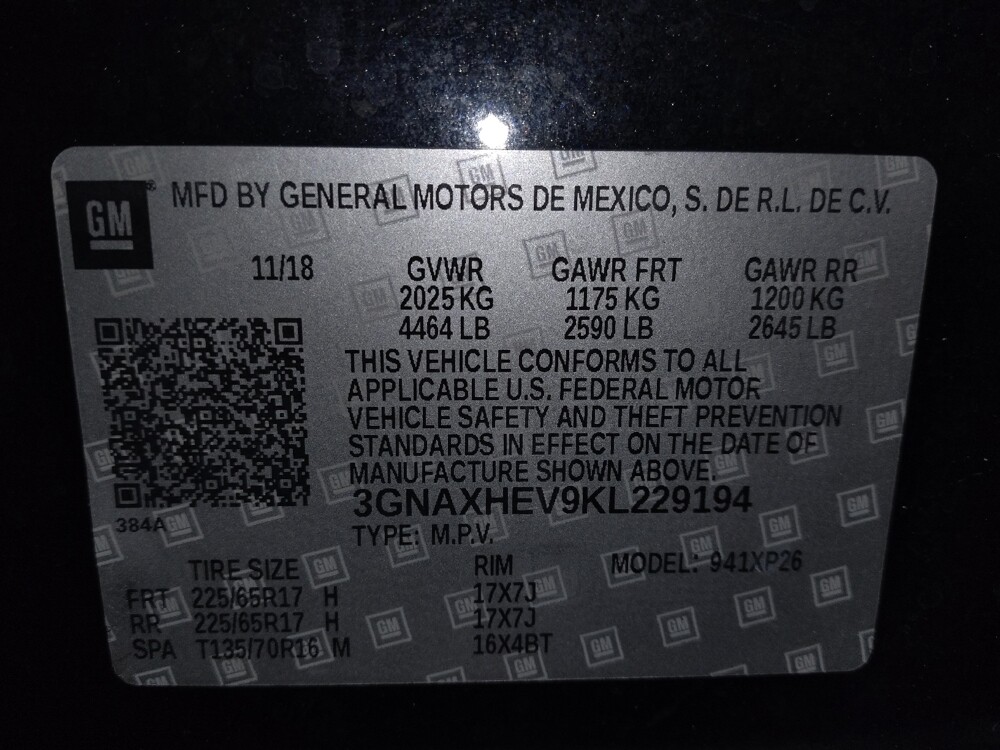 GM
MFD BY GENERAL MOTORS DE MEXICO, S. DE R.L. DE C.V.
11/18 GVWR GAWR FRT GAWR RR
2025 KG 1175 KG 1200 KG
4464 LB 2590 LB 2645 LB
THIS VEHICLE CONFORMS TO ALL
APPLICABLE U.S. FEDERAL MOTOR
VEHICLE SAFETY AND THEFT PREVENTION
STANDARDS IN EFFECT ON THE DATE OF
MANUFACTURE SHOWN ABOVE.
3GNAXHEV9KL229194
384A
TYPE: M.P.V.
TIRE SIZE RIM MODEL: 941XP26
FRT 225/65R17 H 17X7J
RR 225/65R17 H 17X7J
SPA T135/70R16 M 16X4BT